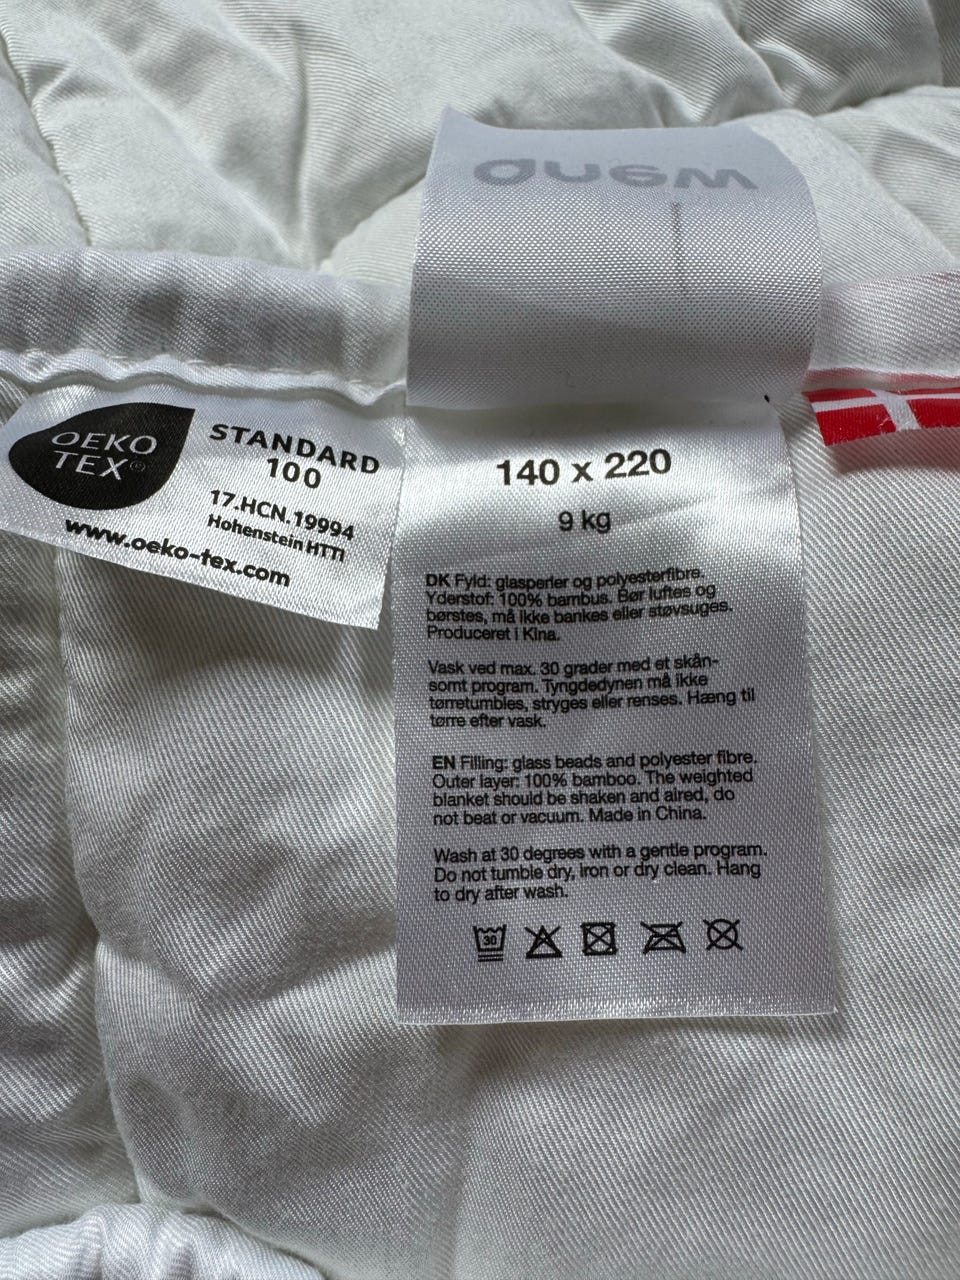 OEKO
TEX®
STANDARD
100
17.HCN.19994
Hohenstein HTTI
www.oeko-tex.com
140 x 220
9 kg
DK Fyld: glasperler og polyesterfibre.
Yderstof: 100% bambus. Bør luftes og
børstes, må ikke bankes eller støvsuges.
Produceret i Kina.
Vask ved max. 30 grader med et skån-
somt program. Tyngdedynen må ikke
tørretumbles, stryges eller renses. Hæng til
tørre efter vask.
EN Filling: glass beads and polyester fibre.
Outer layer: 100% bamboo. The weighted
blanket should be shaken and aired, do
not beat or vacuum. Made in China.
Wash at 30 degrees with a gentle program.
Do not tumble dry, iron or dry clean. Hang
to dry after wash.
30